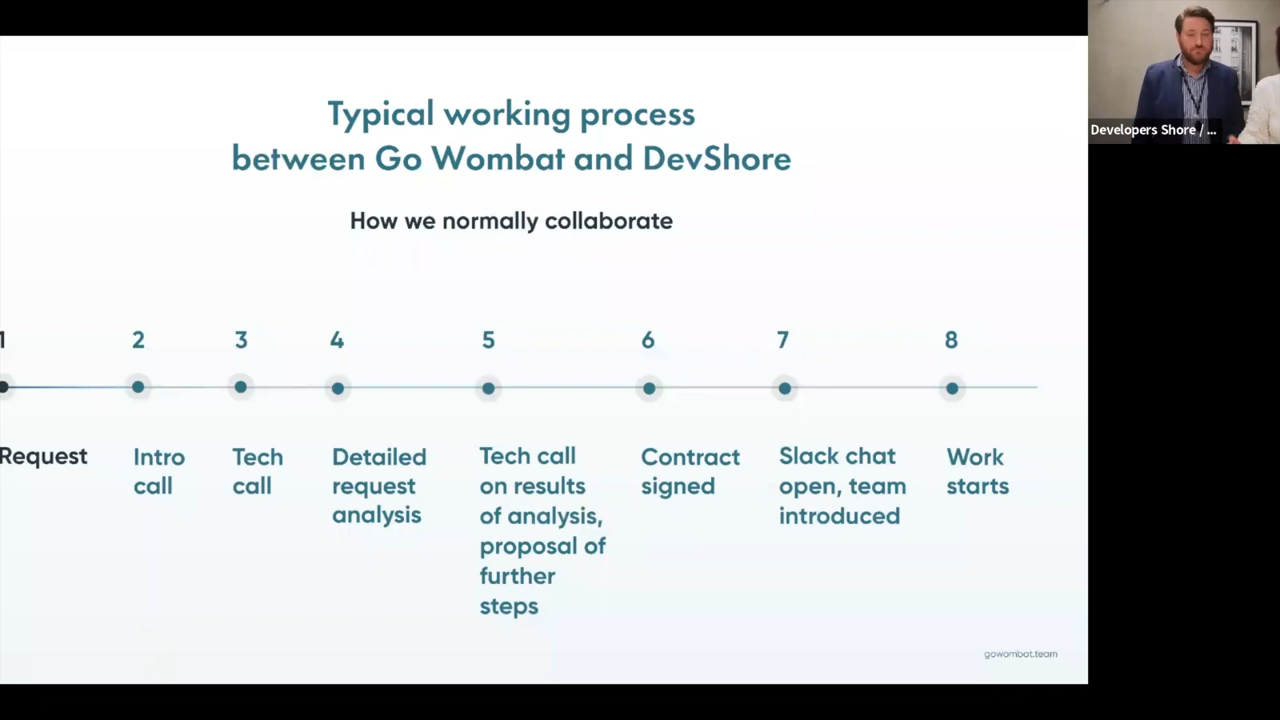 Typical working process
between Go Wombat and DevShore
How we normally collaborate
1
2
3
4
5
6
7
8
Request
Intro
call
Tech
call
Detailed
request
analysis
Tech call
on results
of analysis,
proposal of
further
steps
Contract
signed
Slack chat
open, team
introduced
Work
starts
gowombat.team
Developers Shore / ...